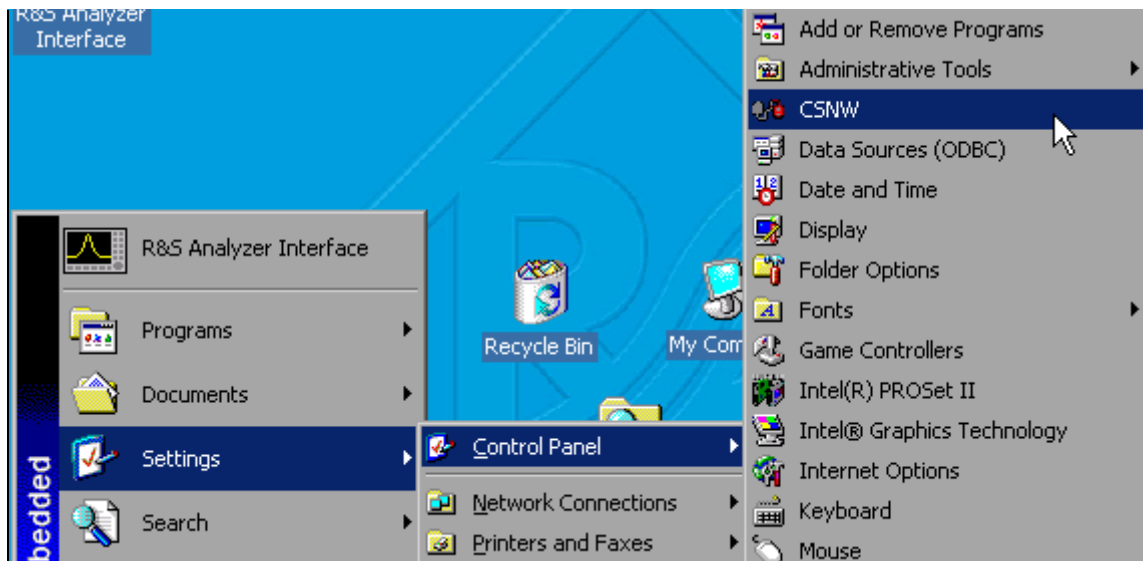 R&S Analyzer
Interface
R&S Analyzer Interface
Programs
Documents
Settings
Search
bedded
Recycle Bin
My Com
Control Panel
Network Connections
Printers and Faxes
Add or Remove Programs
Administrative Tools
CSNW
Data Sources (ODBC)
Date and Time
Display
Folder Options
Fonts
Game Controllers
Intel(R) PROSet II
Intel® Graphics Technology
Internet Options
Keyboard
Mouse